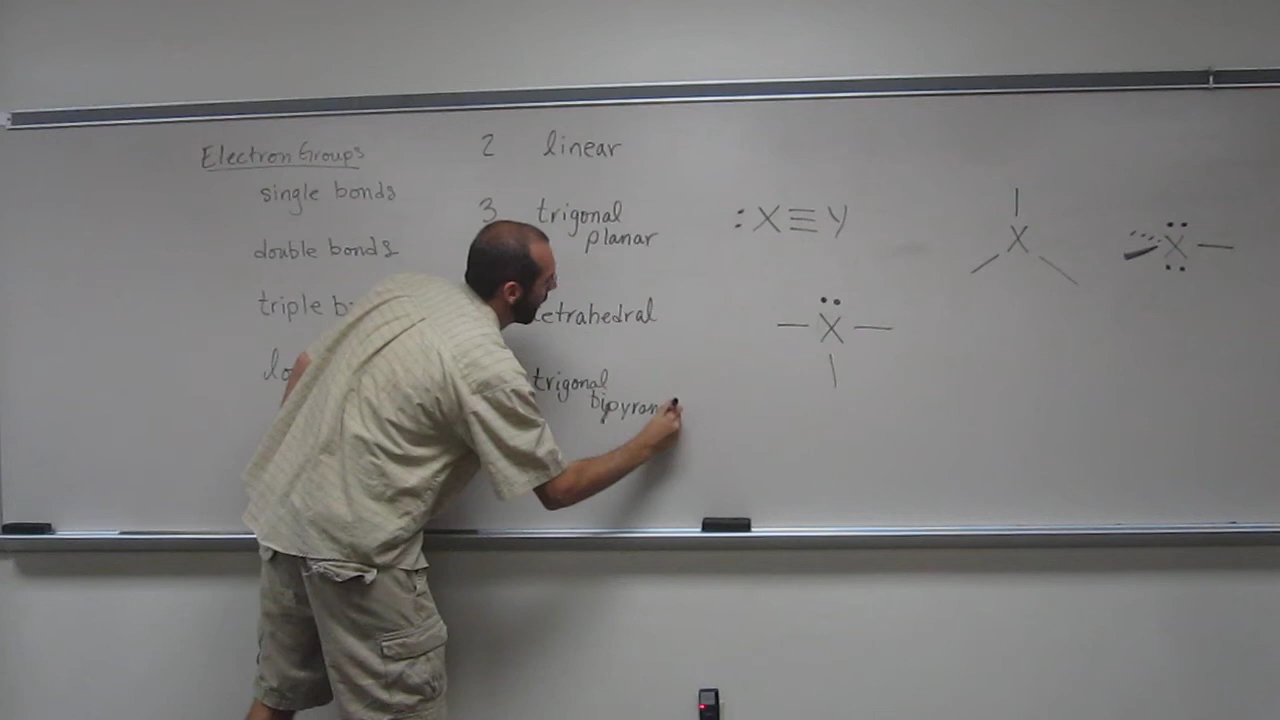 Electron Groups
single bonds
double bonds
triple
2 linear
3 trigonal
planar
tetrahedral
trigonal
bipyram
:X≡Y
X
X
X